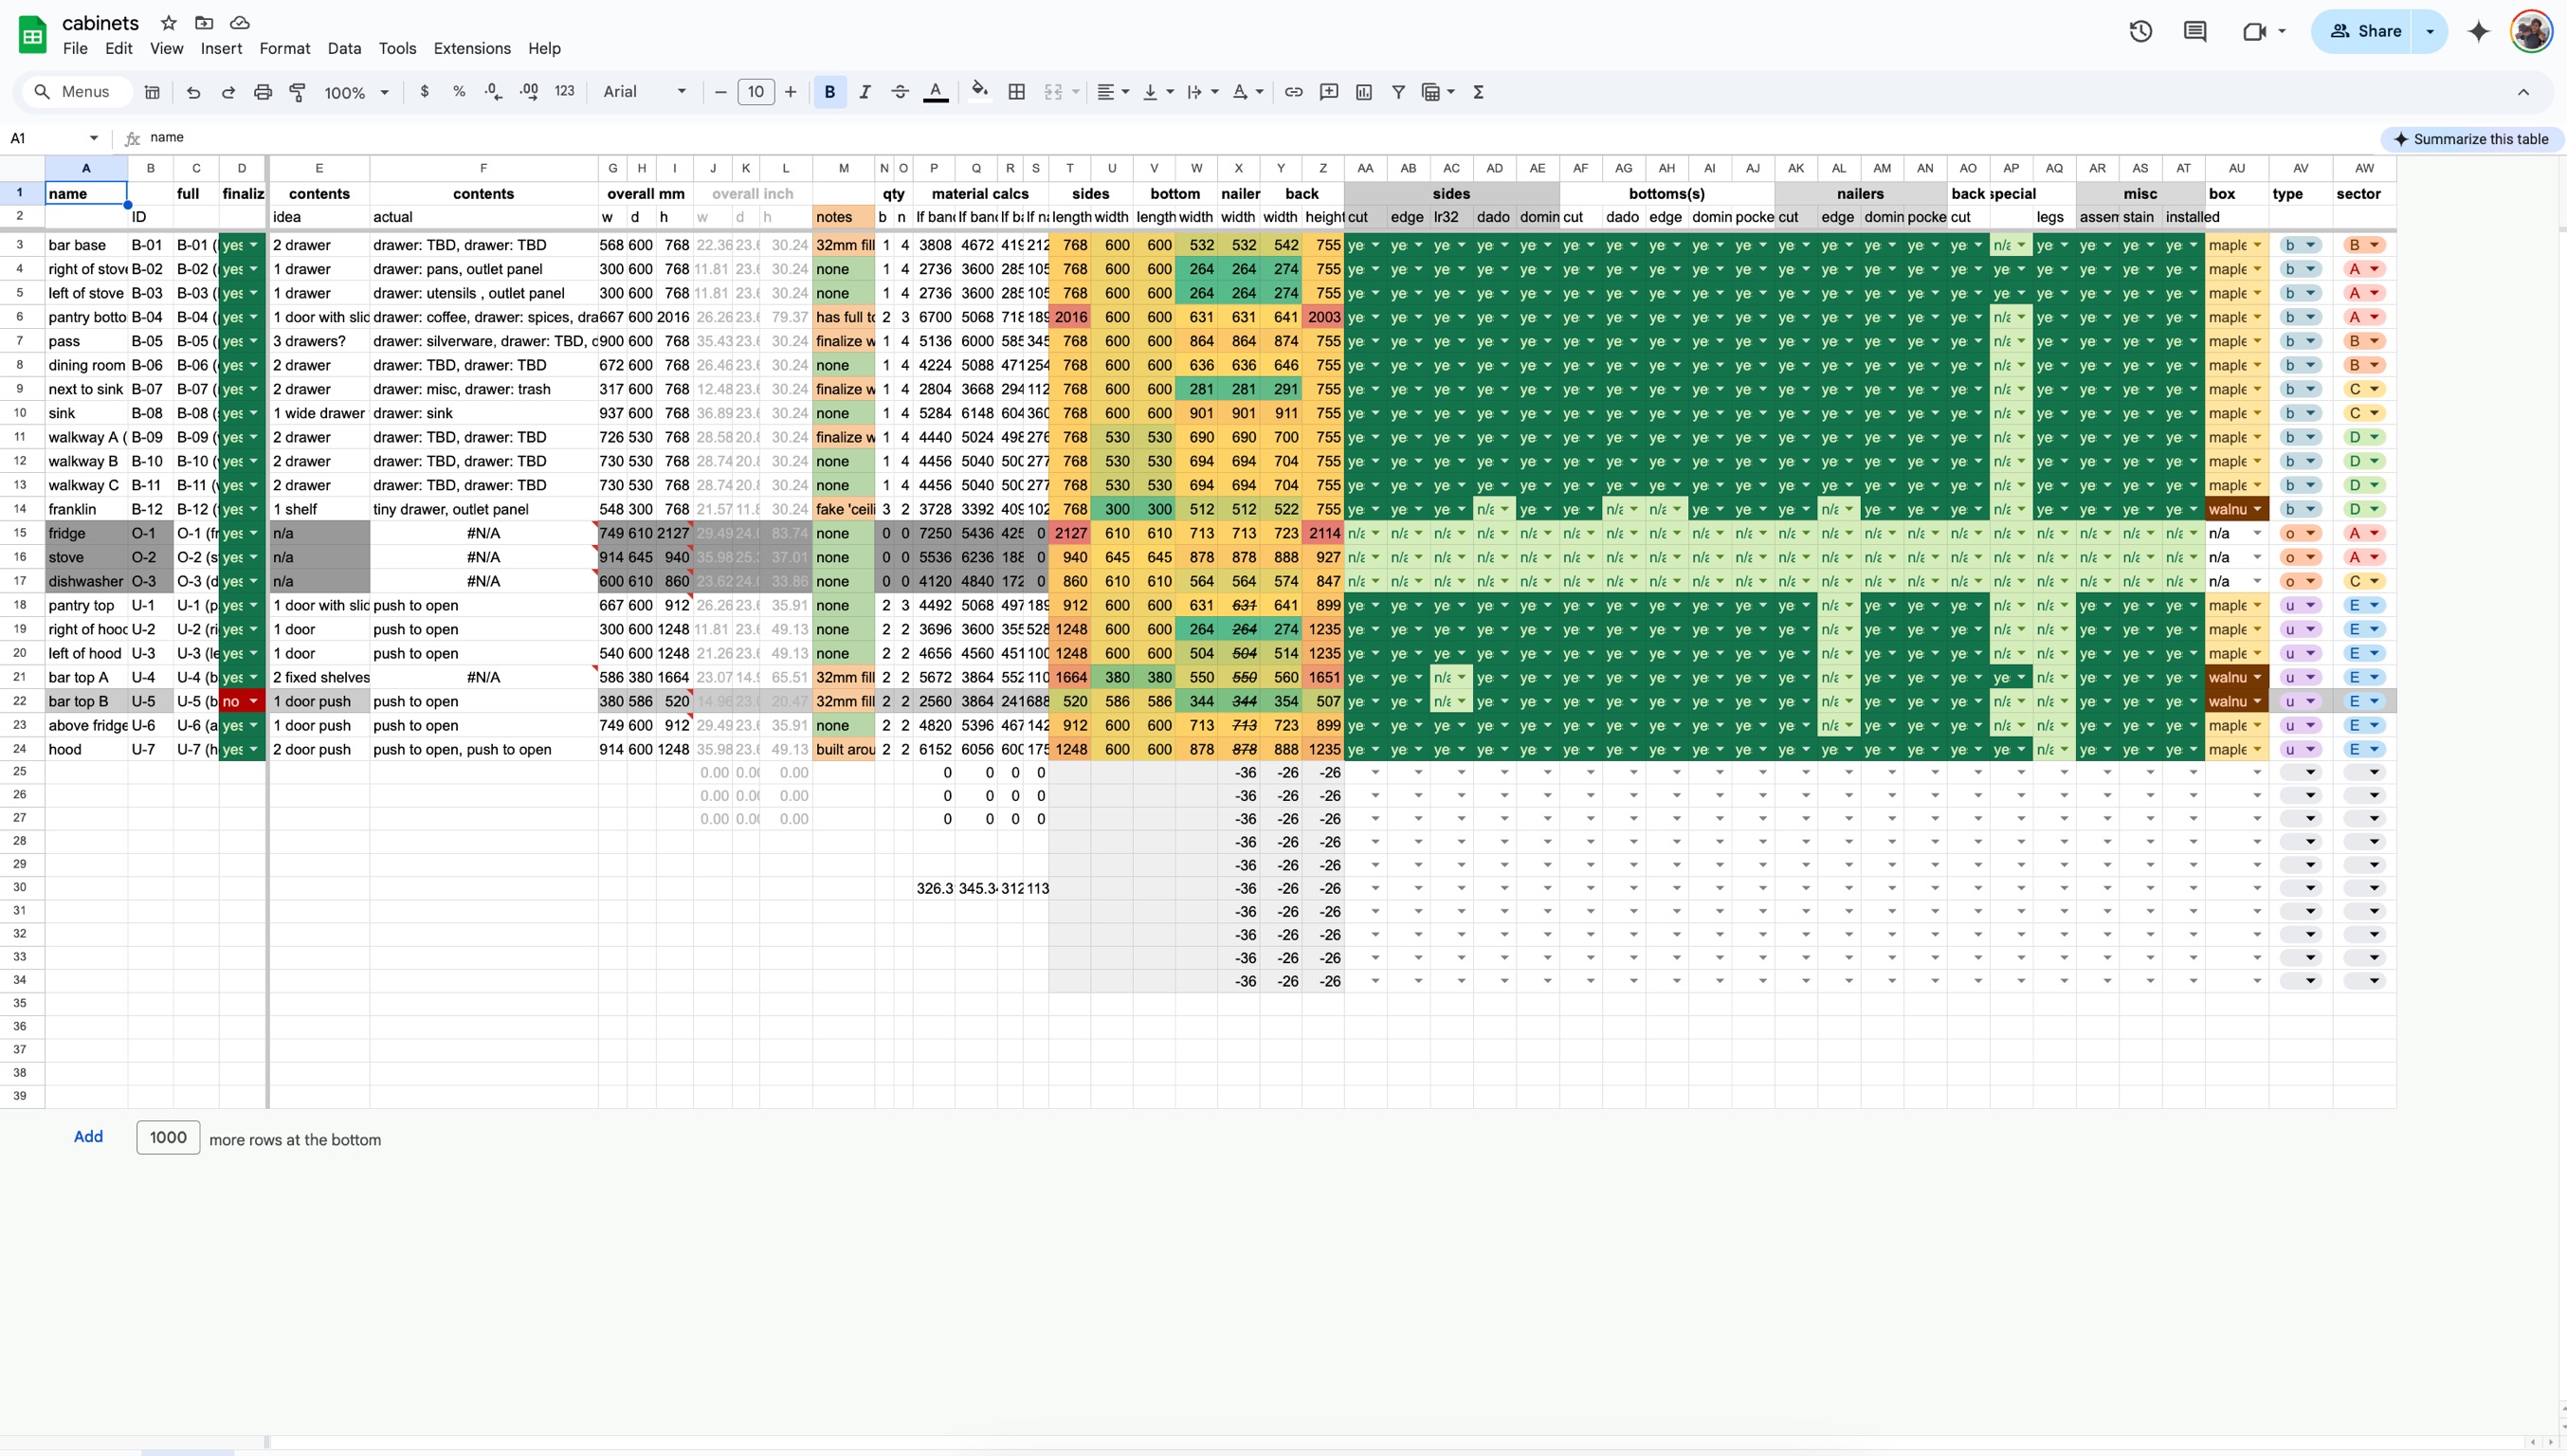 cabinets
File Edit View Insert Format Data Tools Extensions Help
Share
Menus 100% $ % .0 .00 123 Arial 10 B I A Σ
A1 fx name
Summarize this table
A B C D E F G H I J K L M N O P Q R S T U V W X Y Z AA AB AC AD AE AF AG AH AI AJ AK AL AM AN AO AP AQ AR AS AT AU AV AW
1 name full finaliz contents contents overall mm overall inch qty material calcs sides bottom nailer back sides bottoms(s) nailers back special misc box type sector
2 ID idea actual w d h w d h notes b n lf banc lf banc lf ba lf na length width length width width width height cut edge lr32 dado domin cut dado edge domin pocke cut edge domin pocke cut legs assem stain installed
3 bar base B-01 B-01 ( yes 2 drawer drawer: TBD, drawer: TBD 568 600 768 22.36 23.6 30.24 32mm fill 1 4 3808 4672 419 212 768 600 600 532 532 542 755 ye ye ye ye ye ye ye ye ye ye ye ye ye ye ye n/a ye ye ye ye maple b B
4 right of stove B-02 B-02 ( yes 1 drawer drawer: pans, outlet panel 300 600 768 11.81 23.6 30.24 none 1 4 2736 3600 285 105 768 600 600 264 264 274 755 ye ye ye ye ye ye ye ye ye ye ye ye ye ye ye ye ye ye ye ye maple b A
5 left of stove B-03 B-03 ( yes 1 drawer drawer: utensils , outlet panel 300 600 768 11.81 23.6 30.24 none 1 4 2736 3600 285 105 768 600 600 264 264 274 755 ye ye ye ye ye ye ye ye ye ye ye ye ye ye ye ye ye ye ye ye maple b A
6 pantry botto B-04 B-04 ( yes 1 door with slid drawer: coffee, drawer: spices, dra 667 600 2016 26.26 23.6 79.37 has full to 2 3 6700 5068 718 189 2016 600 600 631 631 641 2003 ye ye ye ye ye ye ye ye ye ye ye ye ye ye ye n/a ye ye ye ye maple b A
7 pass B-05 B-05 ( yes 3 drawers? drawer: silverware, drawer: TBD, d 900 600 768 35.43 23.6 30.24 finalize w 1 4 5136 6000 585 345 768 600 600 864 864 874 755 ye ye ye ye ye ye ye ye ye ye ye ye ye ye ye n/a ye ye ye ye maple b B
8 dining room B-06 B-06 ( yes 2 drawer drawer: TBD, drawer: TBD 672 600 768 26.46 23.6 30.24 none 1 4 4224 5088 471 254 768 600 600 636 636 646 755 ye ye ye ye ye ye ye ye ye ye ye ye ye ye ye n/a ye ye ye ye maple b B
9 next to sink B-07 B-07 ( yes 2 drawer drawer: misc, drawer: trash 317 600 768 12.48 23.6 30.24 finalize w 1 4 2804 3668 294 112 768 600 600 281 281 291 755 ye ye ye ye ye ye ye ye ye ye ye ye ye ye ye n/a ye ye ye ye maple b C
10 sink B-08 B-08 ( yes 1 wide drawer drawer: sink 937 600 768 36.89 23.6 30.24 none 1 4 5284 6148 604 360 768 600 600 901 901 911 755 ye ye ye ye ye ye ye ye ye ye ye ye ye ye ye n/a ye ye ye ye maple b C
11 walkway A ( B-09 B-09 ( yes 2 drawer drawer: TBD, drawer: TBD 726 530 768 28.58 20.8 30.24 finalize w 1 4 4440 5024 498 276 768 530 530 690 690 700 755 ye ye ye ye ye ye ye ye ye ye ye ye ye ye ye n/a ye ye ye ye maple b D
12 walkway B B-10 B-10 ( yes 2 drawer drawer: TBD, drawer: TBD 730 530 768 28.74 20.8 30.24 none 1 4 4456 5040 500 277 768 530 530 694 694 704 755 ye ye ye ye ye ye ye ye ye ye ye ye ye ye ye n/a ye ye ye ye maple b D
13 walkway C B-11 B-11 ( yes 2 drawer drawer: TBD, drawer: TBD 730 530 768 28.74 20.8 30.24 none 1 4 4456 5040 500 277 768 530 530 694 694 704 755 ye ye ye ye ye ye ye ye ye ye ye ye ye ye ye n/a ye ye ye ye maple b D
14 franklin B-12 B-12 ( yes 1 shelf tiny drawer, outlet panel 548 300 768 21.57 11.8 30.24 fake 'ceili 3 2 3728 3392 409 102 768 300 300 512 512 522 755 ye ye ye n/a ye ye n/a n/a ye ye ye n/a ye ye ye n/a ye ye ye ye walnu b D
15 fridge O-1 O-1 (fr yes n/a #N/A 749 610 2127 29.49 24.0 83.74 none 0 0 7250 5436 425 0 2127 610 610 713 713 723 2114 n/a n/a n/a n/a n/a n/a n/a n/a n/a n/a n/a n/a n/a n/a n/a n/a n/a n/a n/a n/a n/a o A
16 stove O-2 O-2 (s yes n/a #N/A 914 645 940 35.98 25.3 37.01 none 0 0 5536 6236 188 0 940 645 645 878 878 888 927 n/a n/a n/a n/a n/a n/a n/a n/a n/a n/a n/a n/a n/a n/a n/a n/a n/a n/a n/a n/a n/a o A
17 dishwasher O-3 O-3 (d yes n/a #N/A 600 610 860 23.62 24.0 33.86 none 0 0 4120 4840 172 0 860 610 610 564 564 574 847 n/a n/a n/a n/a n/a n/a n/a n/a n/a n/a n/a n/a n/a n/a n/a n/a n/a n/a n/a n/a n/a o C
18 pantry top U-1 U-1 (p yes 1 door with slid push to open 667 600 912 26.26 23.6 35.91 none 2 3 4492 5068 497 189 912 600 600 631 631 641 899 ye ye ye ye ye ye ye ye ye ye ye n/a ye ye ye n/a n/a ye ye ye maple u E
19 right of hood U-2 U-2 (ri yes 1 door push to open 300 600 1248 11.81 23.6 49.13 none 2 2 3696 3600 355 528 1248 600 600 264 264 274 1235 ye ye ye ye ye ye ye ye ye ye ye n/a ye ye ye n/a n/a ye ye ye maple u E
20 left of hood U-3 U-3 (le yes 1 door push to open 540 600 1248 21.26 23.6 49.13 none 2 2 4656 4560 451 100 1248 600 600 504 504 514 1235 ye ye ye ye ye ye ye ye ye ye ye n/a ye ye ye n/a n/a ye ye ye maple u E
21 bar top A U-4 U-4 (b yes 2 fixed shelves #N/A 586 380 1664 23.07 14.9 65.51 32mm fill 2 2 5672 3864 552 110 1664 380 380 550 550 560 1651 ye ye n/a ye ye ye ye ye ye ye ye n/a ye ye ye ye n/a ye ye ye walnu u E
22 bar top B U-5 U-5 (b no 1 door push push to open 380 586 520 14.96 23.0 20.47 32mm fill 2 2 2560 3864 241 688 520 586 586 344 344 354 507 ye ye n/a ye ye ye ye ye ye ye ye n/a ye ye ye n/a n/a ye ye ye walnu u E
23 above fridge U-6 U-6 (a yes 1 door push push to open 749 600 912 29.49 23.6 35.91 none 2 2 4820 5396 467 142 912 600 600 713 713 723 899 ye ye ye ye ye ye ye ye ye ye ye n/a ye ye ye n/a n/a ye ye ye maple u E
24 hood U-7 U-7 (h yes 2 door push push to open, push to open 914 600 1248 35.98 23.6 49.13 built arou 2 2 6152 6056 600 175 1248 600 600 878 878 888 1235 ye ye ye ye ye ye ye ye ye ye ye ye ye ye ye ye n/a ye ye ye maple u E
25 0.00 0.00 0.00 0 0 0 0 -36 -26 -26
26 0.00 0.00 0.00 0 0 0 0 -36 -26 -26
27 0.00 0.00 0.00 0 0 0 0 -36 -26 -26
28 -36 -26 -26
29 -36 -26 -26
30 326.3 345.34 312 113 -36 -26 -26
31 -36 -26 -26
32 -36 -26 -26
33 -36 -26 -26
34 -36 -26 -26
35
36
37
38
39
Add 1000 more rows at the bottom